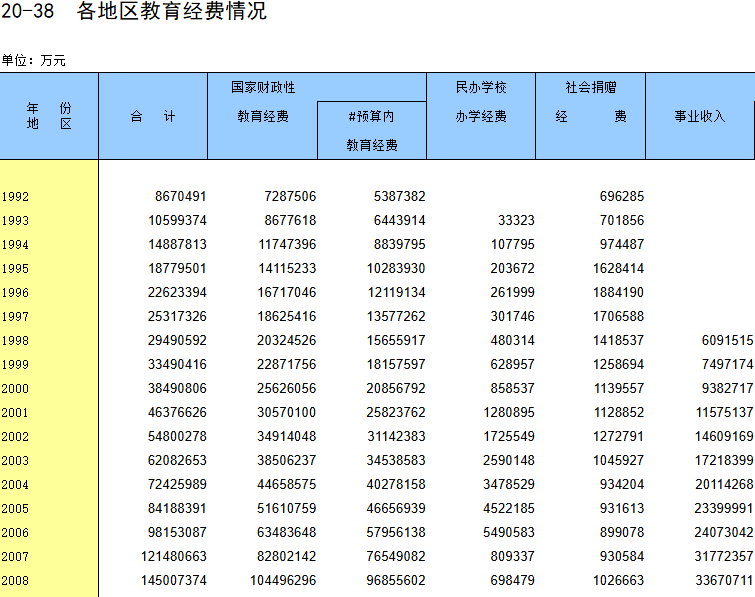 20-38 各地区教育经费情况
单位：万元
年 份 地 区 合 计 国家财政性 教育经费 #预算内 教育经费 民办学校 办学经费 社会捐赠 经 费 事业收入
1992 8670491 7287506 5387382 696285
1993 10599374 8677618 6443914 33323 701856
1994 14887813 11747396 8839795 107795 974487
1995 18779501 14115233 10283930 203672 1628414
1996 22623394 16717046 12119134 261999 1884190
1997 25317326 18625416 13577262 301746 1706588
1998 29490592 20324526 15655917 480314 1418537 6091515
1999 33490416 22871756 18157597 628957 1258694 7497174
2000 38490806 25626056 20856792 858537 1139557 9382717
2001 46376626 30570100 25823762 1280895 1128852 11575137
2002 54800278 34914048 31142383 1725549 1272791 14609169
2003 62082653 38506237 34538583 2590148 1045927 17218399
2004 72425989 44658575 40278158 3478529 934204 20114268
2005 84188391 51610759 46656939 4522185 931613 23399991
2006 98153087 63483648 57956138 5490583 899078 24073042
2007 121480663 82802142 76549082 809337 930584 31772357
2008 145007374 104496296 96855602 698479 1026663 33670711